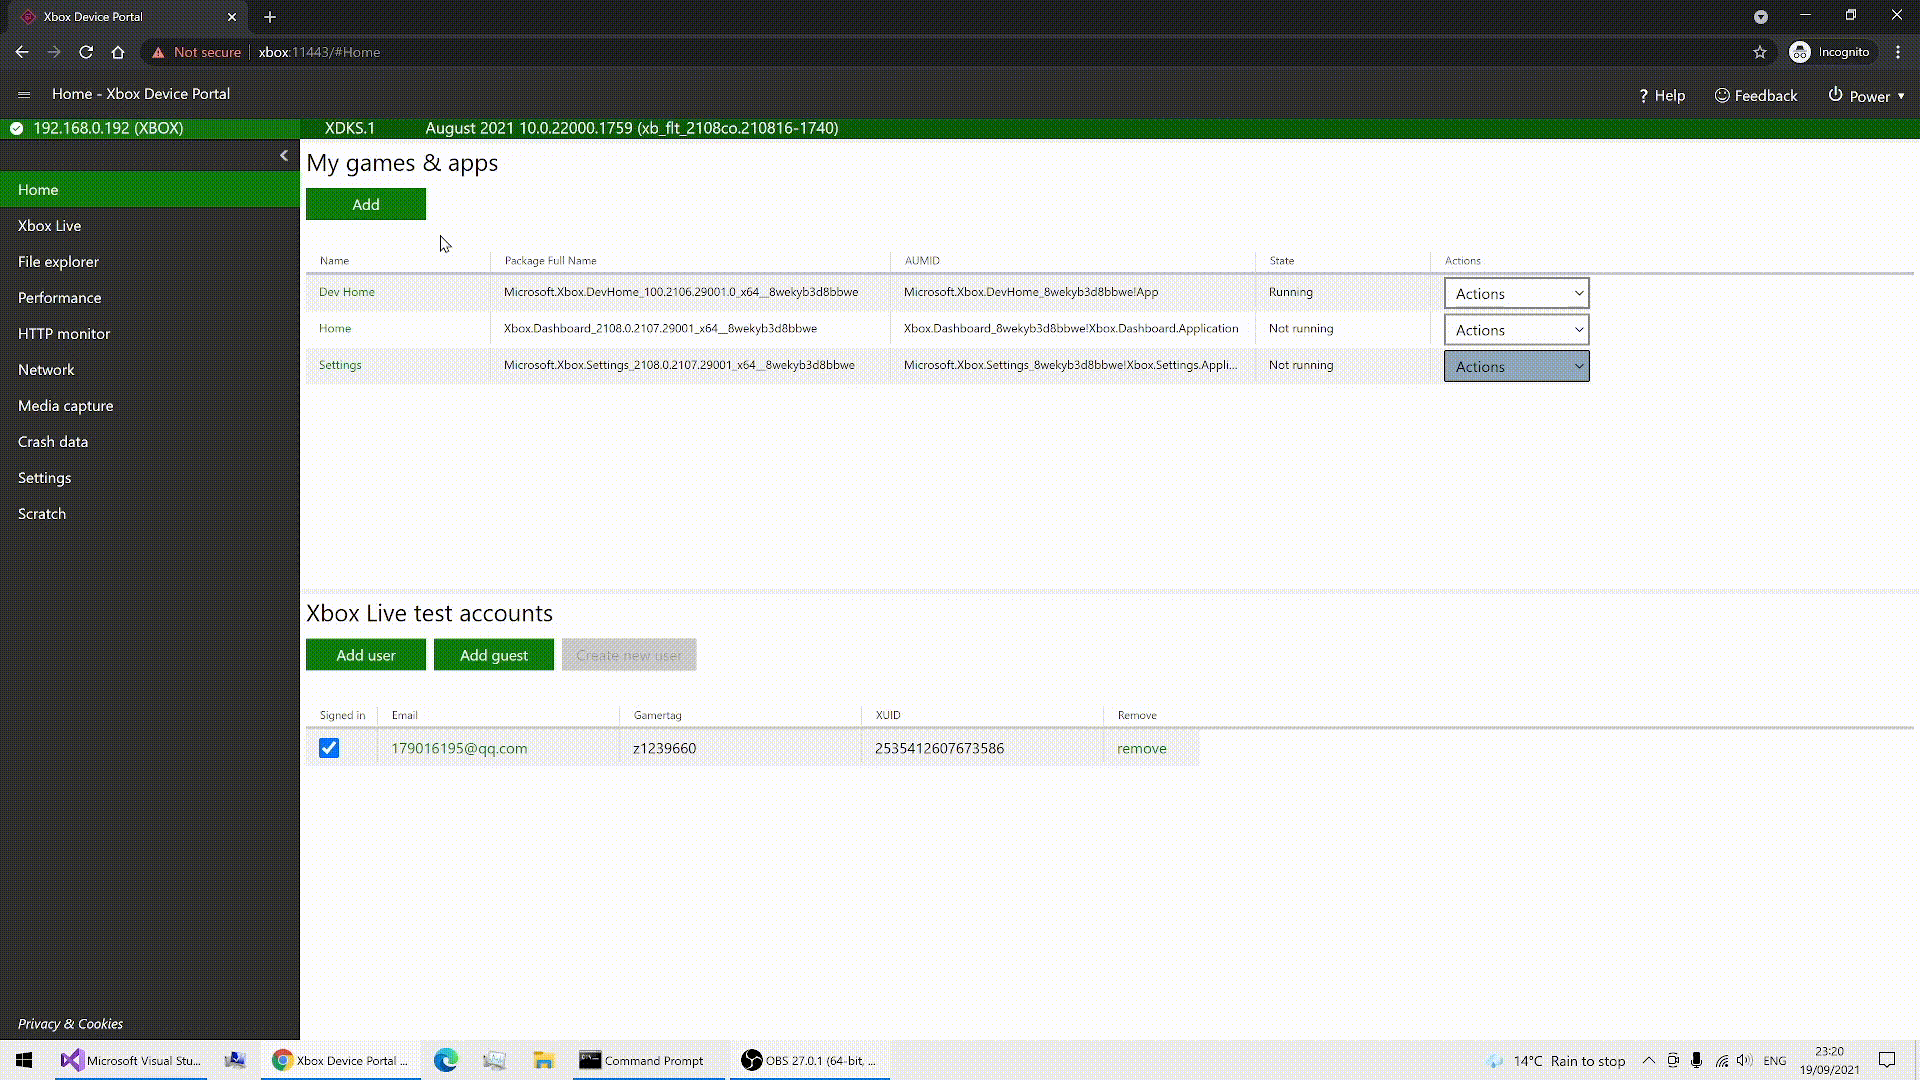 Xbox Device Portal
Not secure xbox:11443/#Home
Incognito
Home - Xbox Device Portal
? Help
Feedback
Power
192.168.0.192 (XBOX)
XDKS.1
August 2021 10.0.22000.1759 (xb_flt_2108co.210816-1740)
Home
Xbox Live
File explorer
Performance
HTTP monitor
Network
Media capture
Crash data
Settings
Scratch
Privacy & Cookies
My games & apps
Add
Name Package Full Name AUMID State Actions
Dev Home Microsoft.Xbox.DevHome_100.2106.29001.0_x64__8wekyb3d8bbwe Microsoft.Xbox.DevHome_8wekyb3d8bbwe!App Running Actions
Home Xbox.Dashboard_2108.0.2107.29001_x64__8wekyb3d8bbwe Xbox.Dashboard_8wekyb3d8bbwe!Xbox.Dashboard.Application Not running Actions
Settings Microsoft.Xbox.Settings_2108.0.2107.29001_x64__8wekyb3d8bbwe Microsoft.Xbox.Settings_8wekyb3d8bbwe!Xbox.Settings.Appli... Not running Actions
Xbox Live test accounts
Add user Add guest Create new user
Signed in Email Gamertag XUID Remove
179016195@qq.com z1239660 2535412607673586 remove
Microsoft Visual Stu...
Xbox Device Portal ...
Command Prompt
OBS 27.0.1 (64-bit, ...
14°C Rain to stop
ENG
23:20
19/09/2021